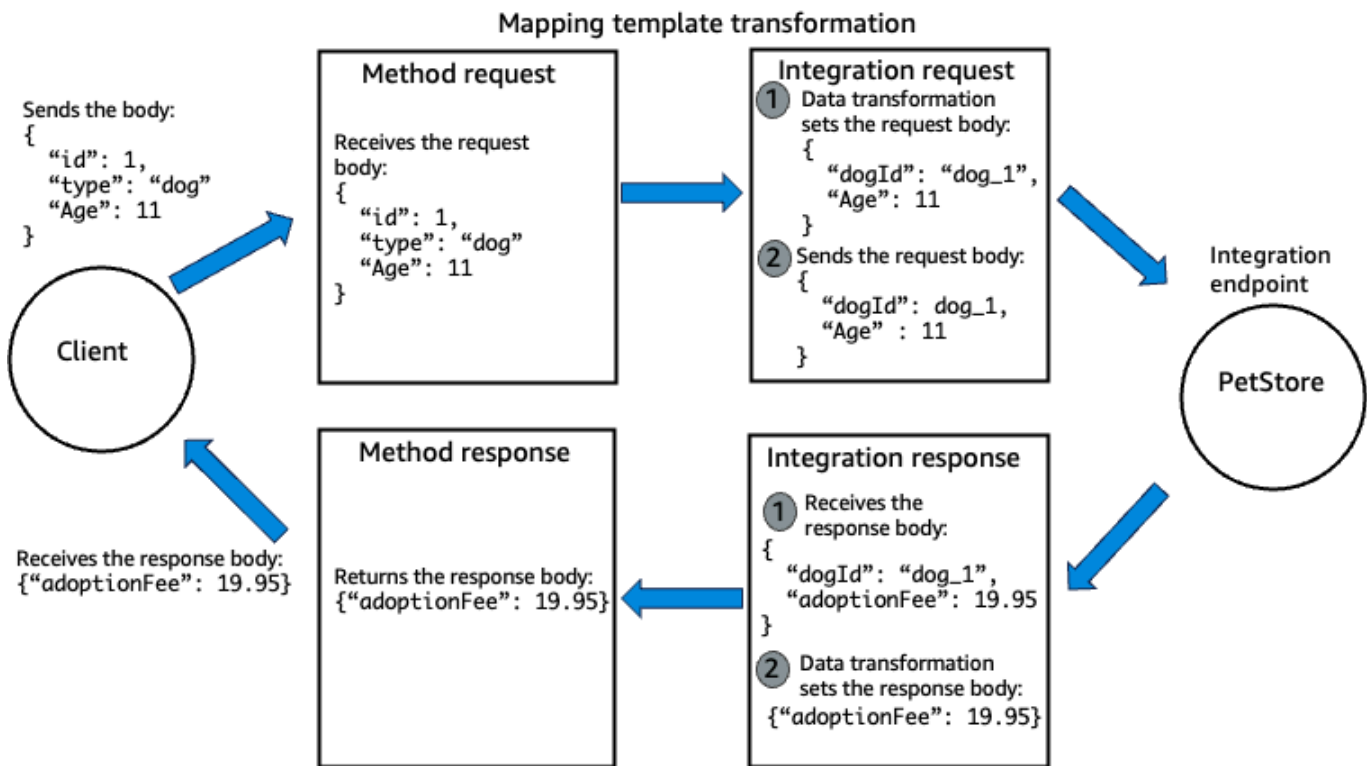 Mapping template transformation
Sends the body:
{
“id”: 1,
“type”: “dog”
“Age”: 11
}
Client
Method request
Receives the request
body:
{
“id”: 1,
“type”: “dog”
“Age”: 11
}
Integration request
1 Data transformation
sets the request body:
{
“dogId”: “dog_1”,
“Age”: 11
}
2 Sends the request body:
{
“dogId”: dog_1,
“Age” : 11
}
Integration
endpoint
PetStore
Integration response
1 Receives the
response body:
{
“dogId”: “dog_1”,
“adoptionFee”: 19.95
}
2 Data transformation
sets the response body:
{“adoptionFee”: 19.95}
Method response
Returns the response body:
{“adoptionFee”: 19.95}
Receives the response body:
{“adoptionFee”: 19.95}